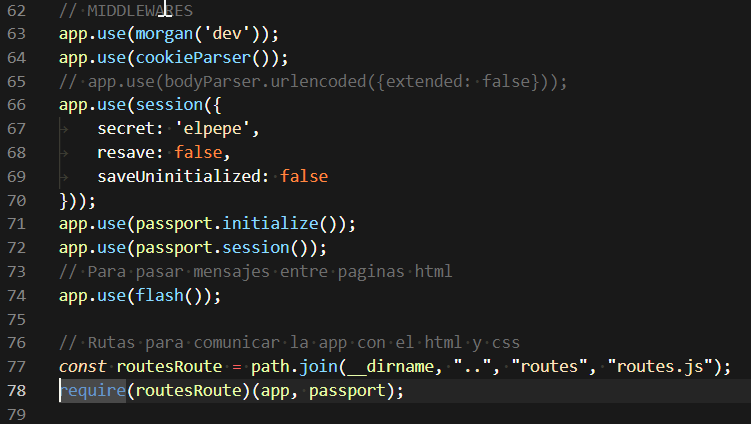 62 // MIDDLEWARES
63 app.use(morgan('dev'));
64 app.use(cookieParser());
65 // app.use(bodyParser.urlencoded({extended: false}));
66 app.use(session({
67     secret: 'elpepe',
68     resave: false,
69     saveUninitialized: false
70 }));
71 app.use(passport.initialize());
72 app.use(passport.session());
73 // Para pasar mensajes entre paginas html
74 app.use(flash());
75
76 // Rutas para comunicar la app con el html y css
77 const routesRoute = path.join(__dirname, "..", "routes", "routes.js");
78 require(routesRoute)(app, passport);
79